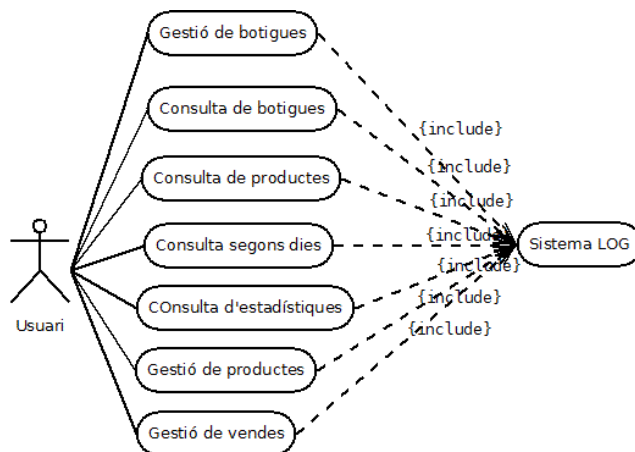 Gestió de botigues
Consulta de botigues
{include}
{include}
Consulta de productes
{include}
Consulta segons dies
{include}
Sistema LOG
{include}
Usuari
COnsulta d'estadístiques
{include}
{include}
Gestió de productes
Gestió de vendes